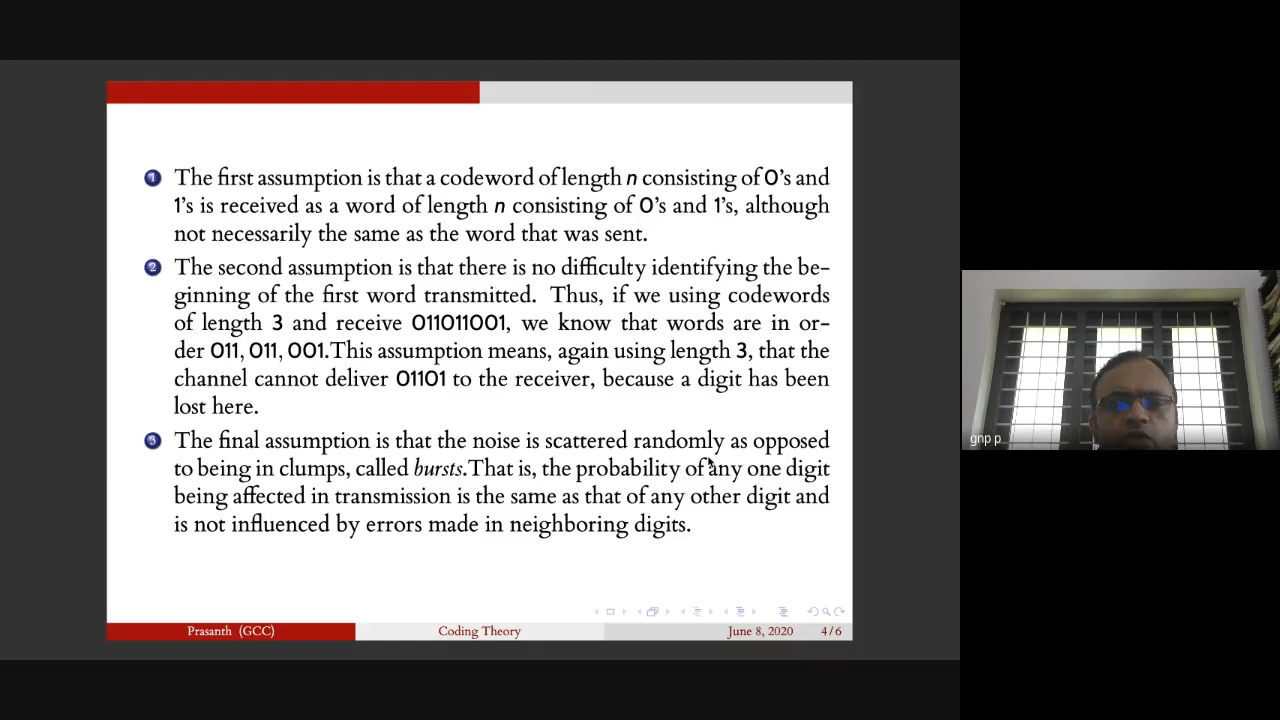 1 The first assumption is that a codeword of length n consisting of 0's and
1's is received as a word of length n consisting of 0's and 1's, although
not necessarily the same as the word that was sent.
2 The second assumption is that there is no difficulty identifying the be-
ginning of the first word transmitted. Thus, if we using codewords
of length 3 and receive 011011001, we know that words are in or-
der 011, 011, 001.This assumption means, again using length 3, that the
channel cannot deliver 01101 to the receiver, because a digit has been
lost here.
3 The final assumption is that the noise is scattered randomly as opposed
to being in clumps, called bursts.That is, the probability of any one digit
being affected in transmission is the same as that of any other digit and
is not influenced by errors made in neighboring digits.
Prasanth (GCC) Coding Theory June 8, 2020 4/6
gnp p